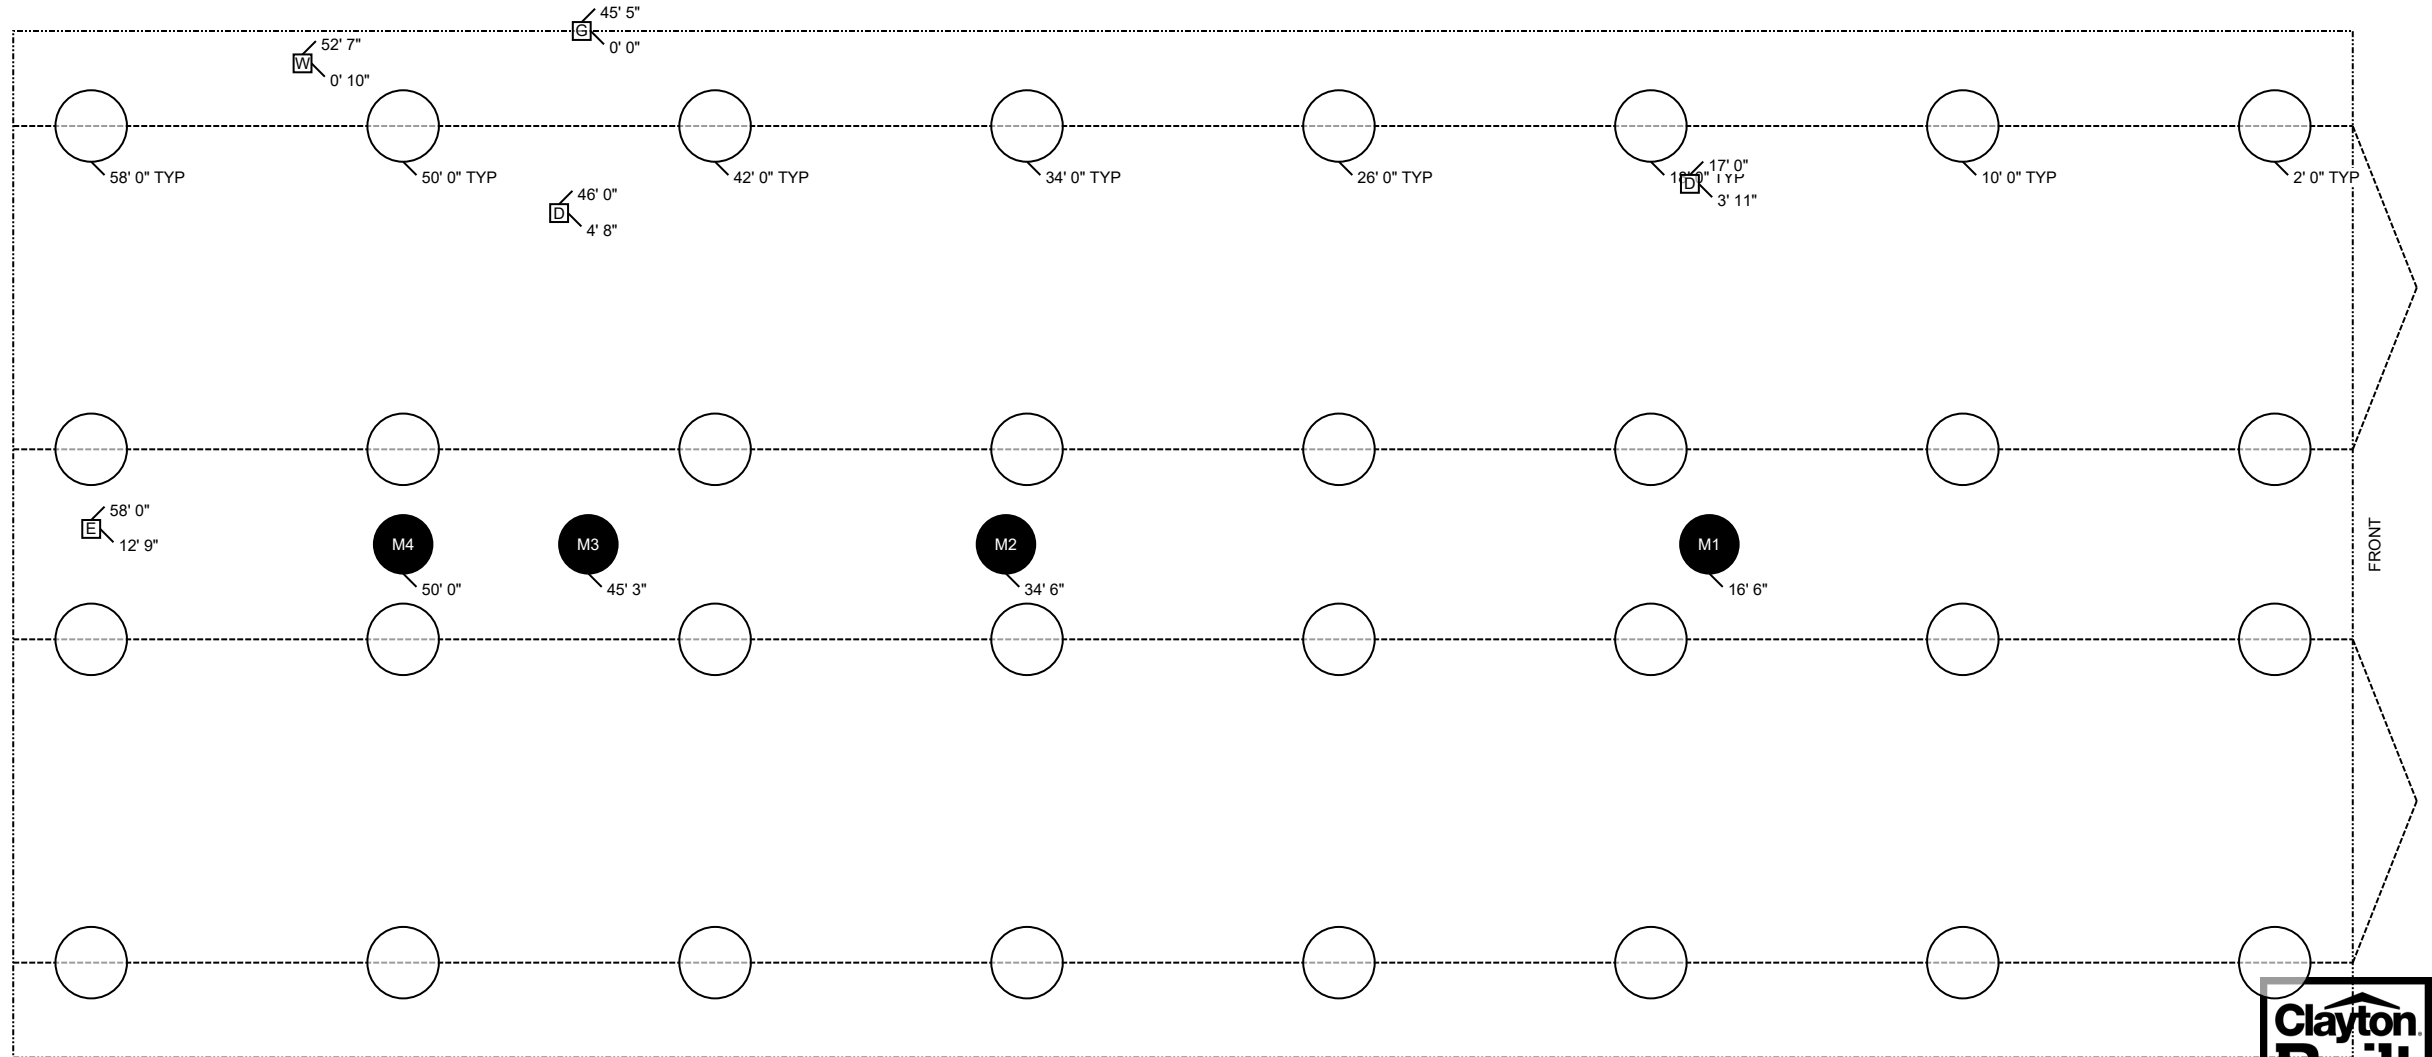 45' 5"
G
0' 0"
52' 7"
W
0' 10"
58' 0" TYP
50' 0" TYP
42' 0" TYP
34' 0" TYP
26' 0" TYP
TYP
10' 0" TYP
2' 0" TYP
17' 0"
D
3' 11"
46' 0"
D
4' 8"
58' 0"
E
12' 9"
M4
50' 0"
M3
45' 3"
M2
34' 6"
M1
16' 6"
FRONT
Clayton